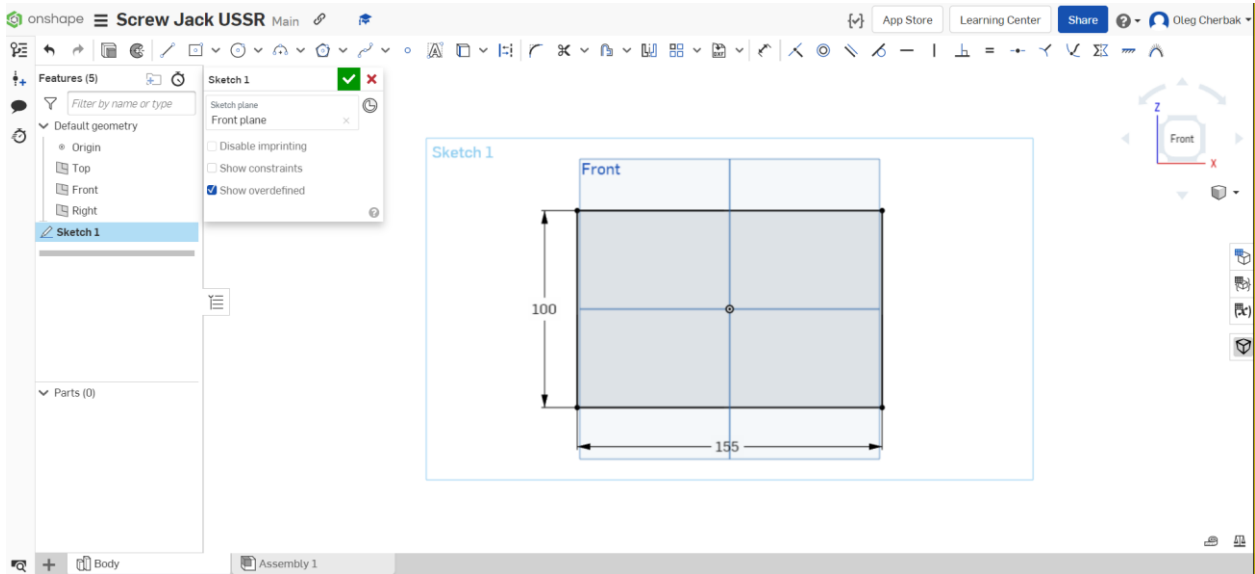 onshape Screw Jack USSR Main App Store Learning Center Share Oleg Cherbak
Features (5)
Filter by name or type
Default geometry
Origin
Top
Front
Right
Sketch 1
Parts (0)
Sketch 1
Sketch plane
Front plane
Disable imprinting
Show constraints
Show overdefined
Sketch 1
Front
100
155
Z
Front
X
Body Assembly 1